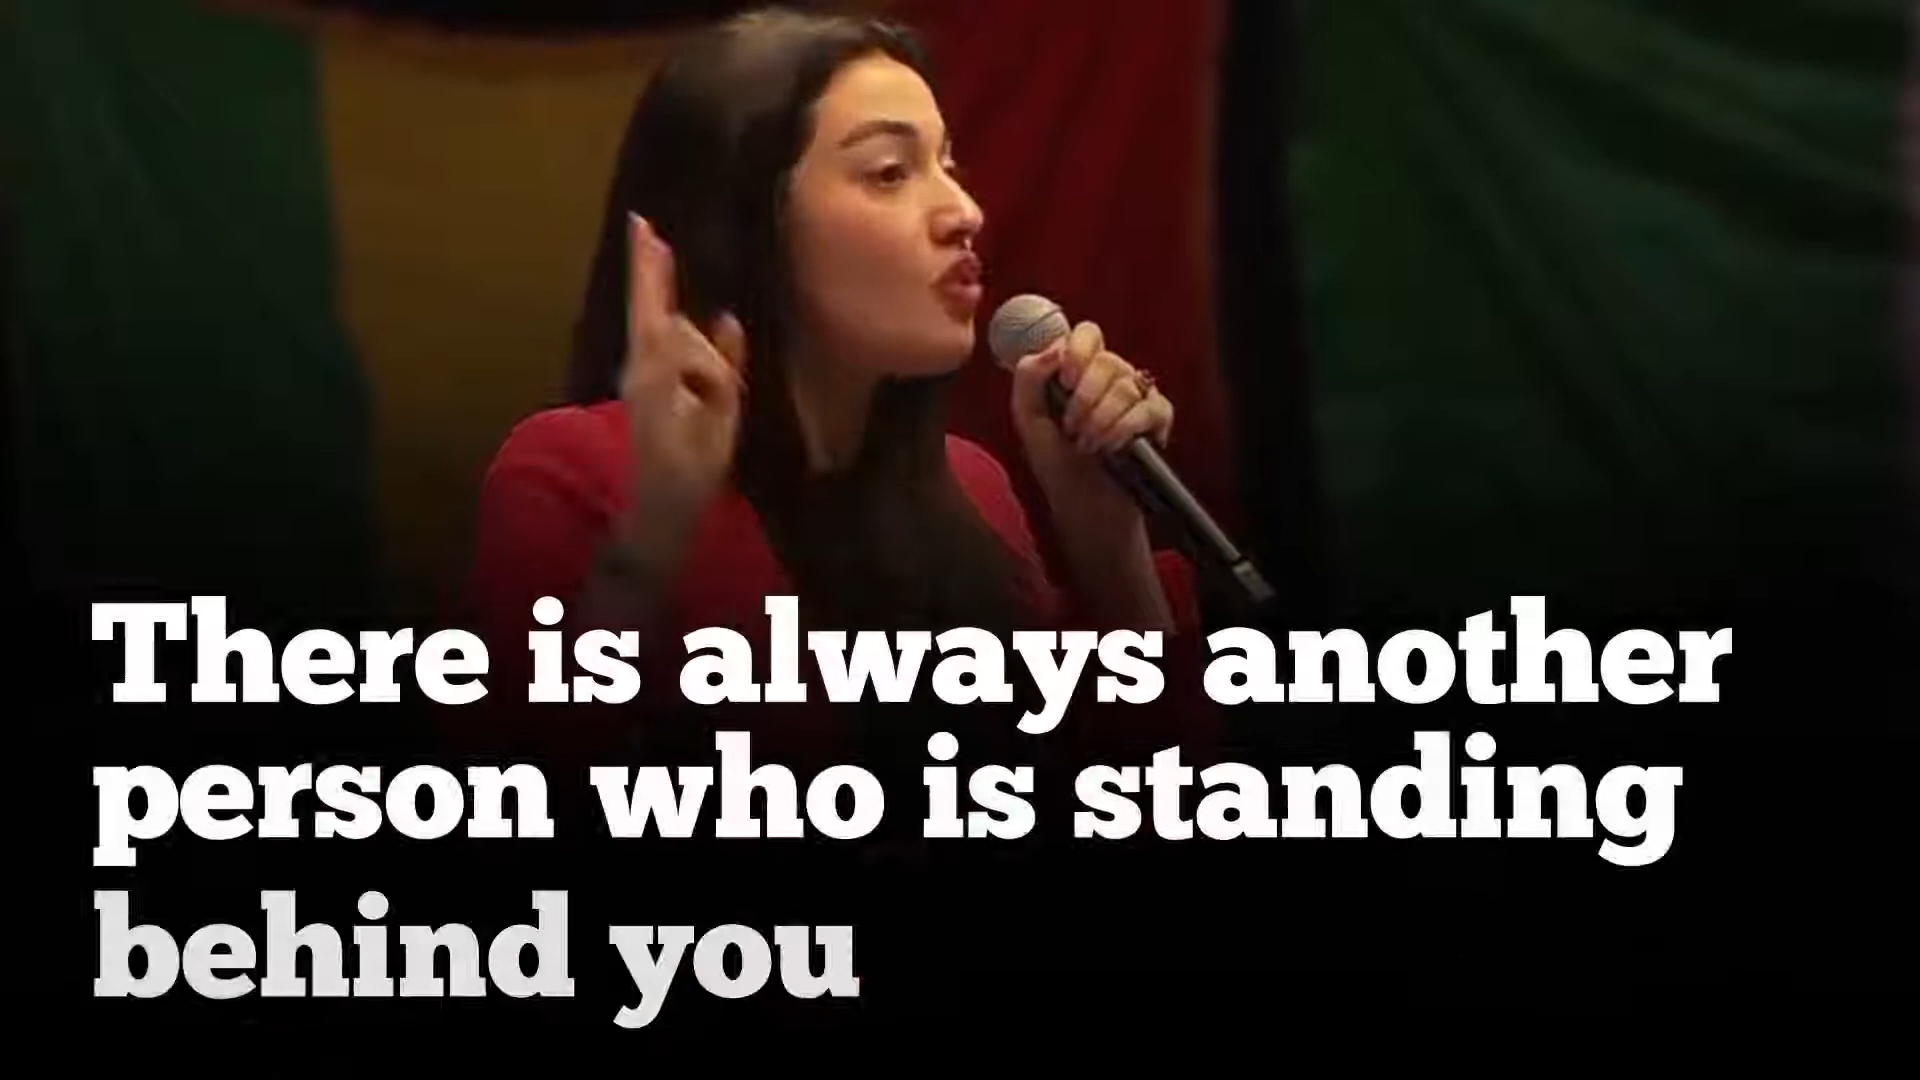 There is always another
person who is standing
behind you